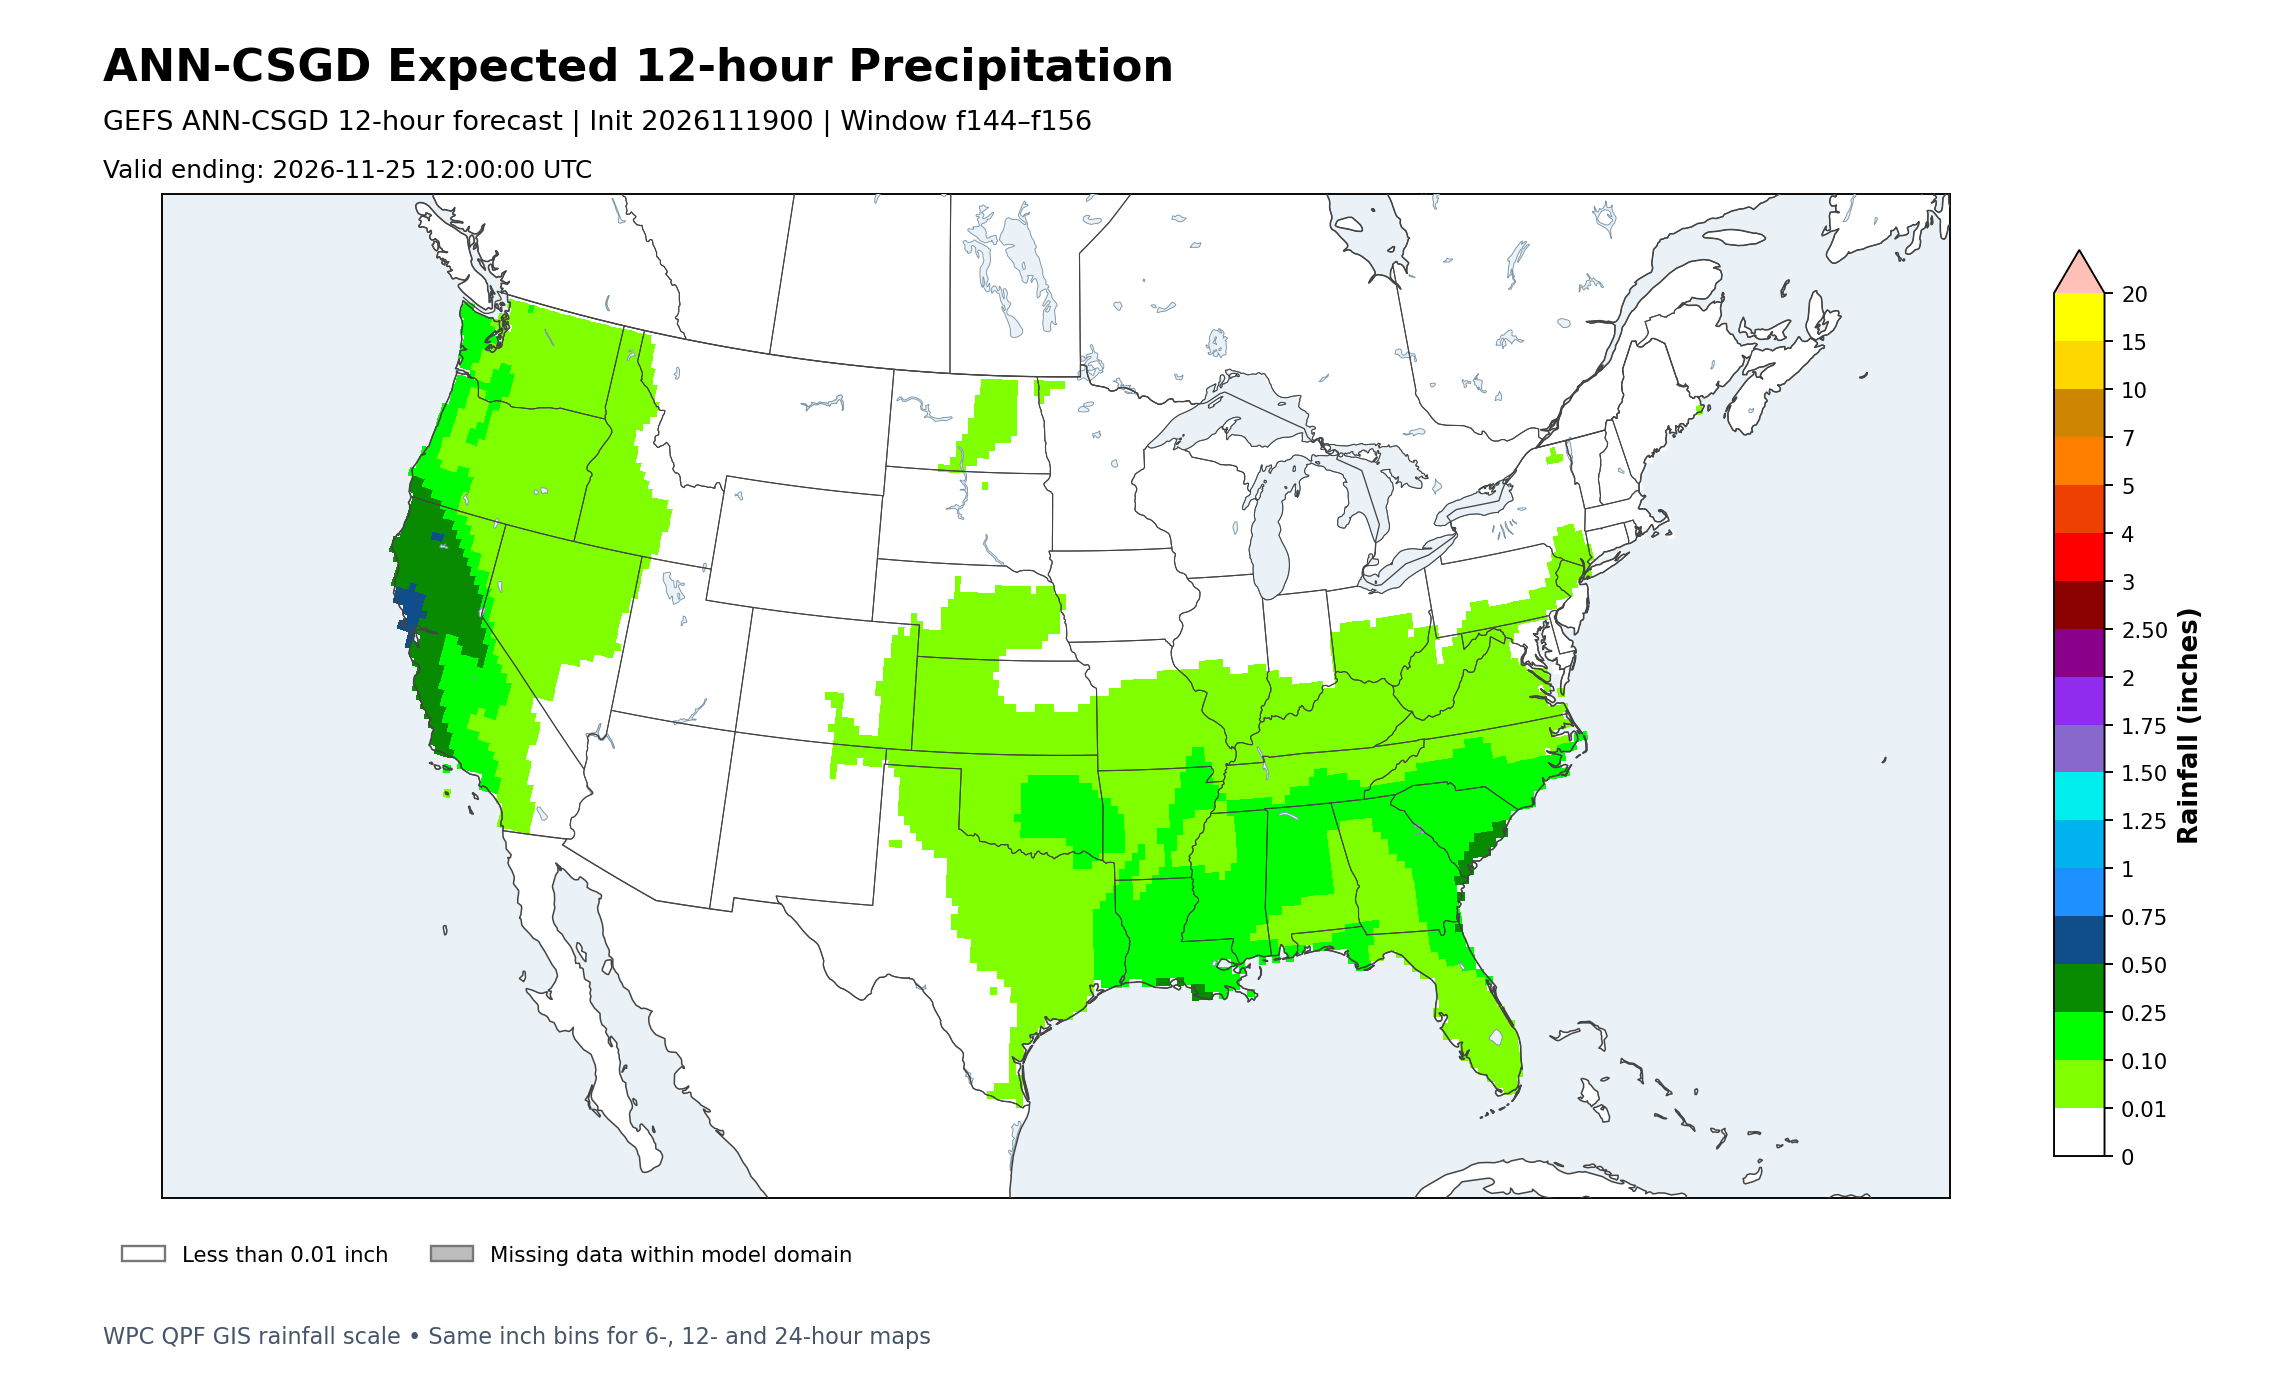 ANN-CSGD Expected 12-hour Precipitation
GEFS ANN-CSGD 12-hour forecast | Init 2026111900 | Window f144–f156
Valid ending: 2026-11-25 12:00:00 UTC
20
15
10
7
5
4
3
2.50
2
1.75
1.50
1.25
1
0.75
0.50
0.25
0.10
0.01
0
Rainfall (inches)
Less than 0.01 inch
Missing data within model domain
WPC QPF GIS rainfall scale • Same inch bins for 6-, 12- and 24-hour maps